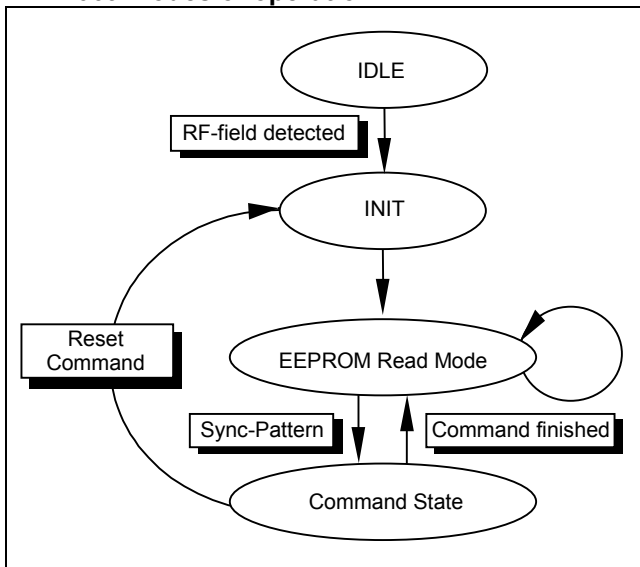 IDLE
RF-field detected
INIT
Reset
Command
EEPROM Read Mode
Sync-Pattern
Command finished
Command State